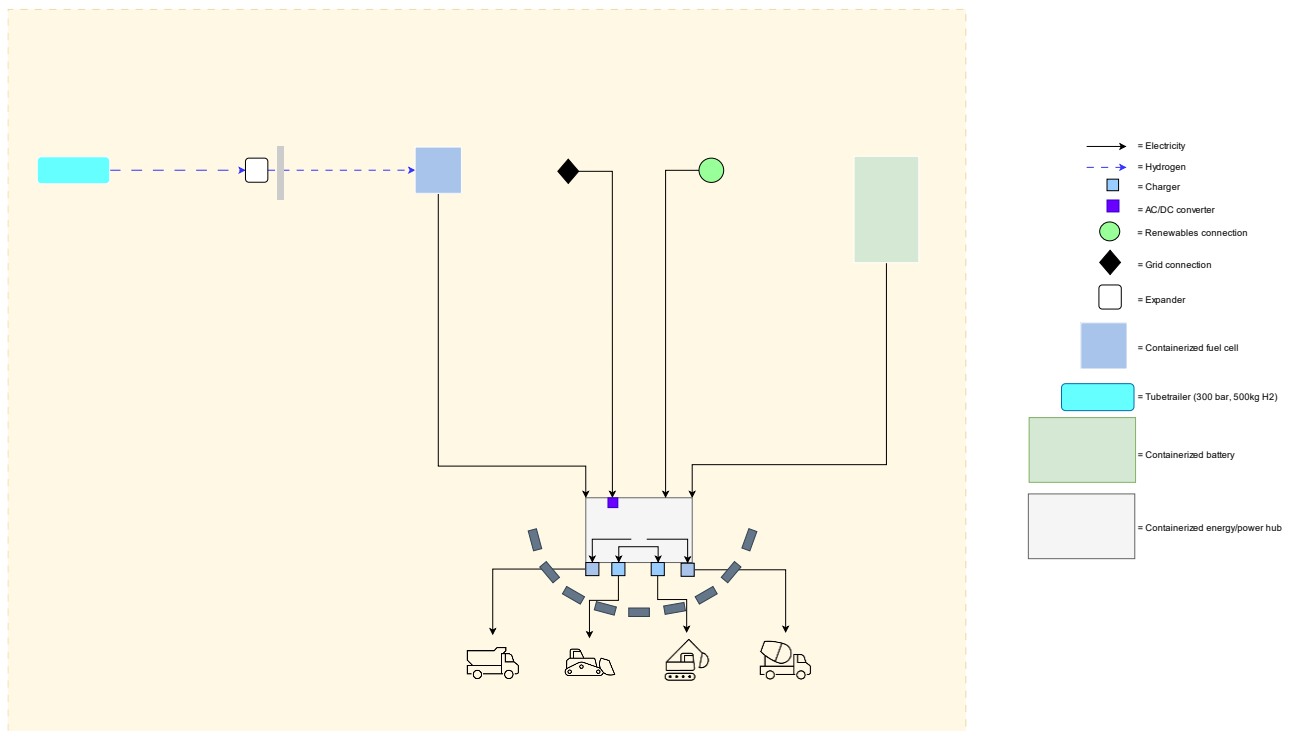 = Electricity
= Hydrogen
= Charger
= AC/DC converter
= Renewables connection
= Grid connection
= Expander
= Containerized fuel cell
= Tubetrailer (300 bar, 500kg H2)
= Containerized battery
= Containerized energy/power hub